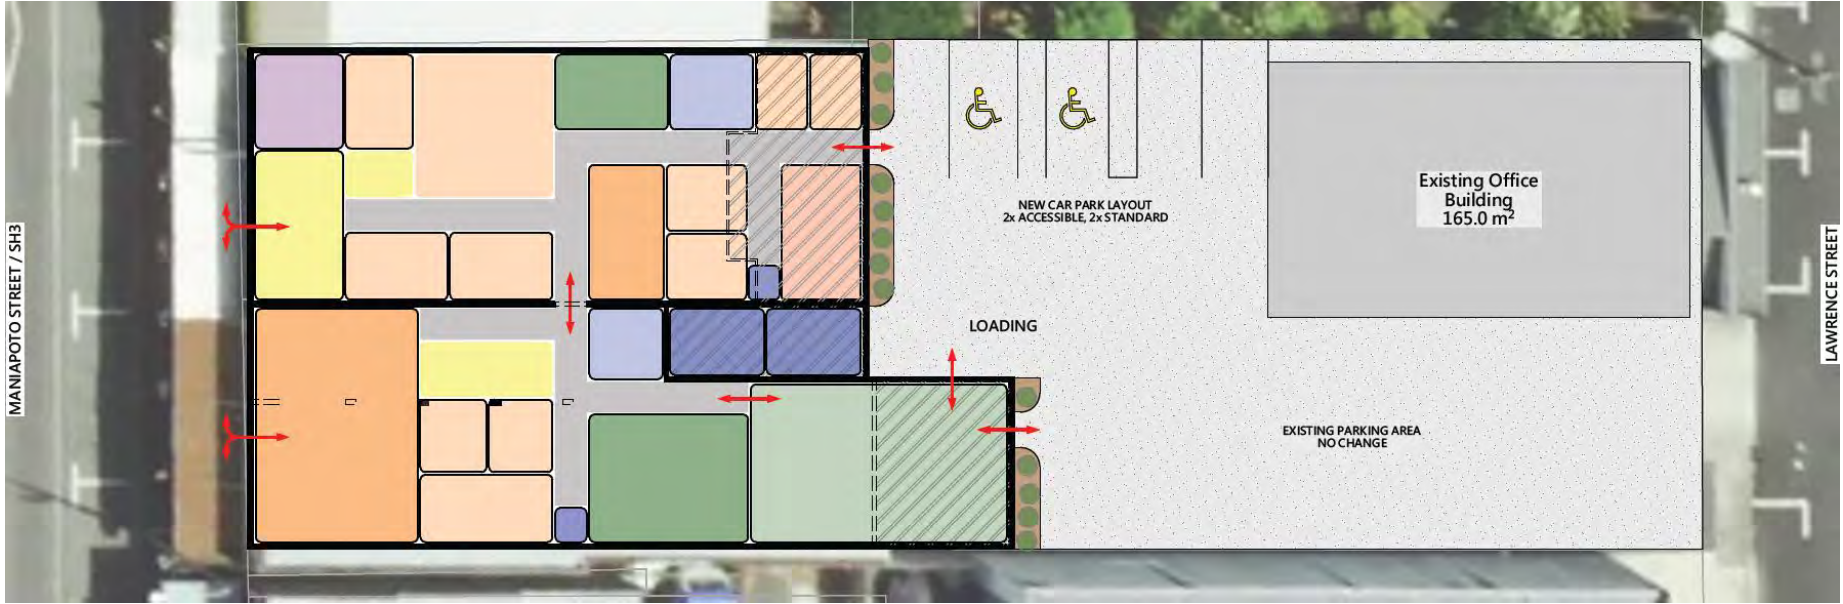 MANIAPOTO STREET / SH3
NEW CAR PARK LAYOUT
2x ACCESSIBLE, 2x STANDARD
Existing Office
Building
165.0 m²
LOADING
EXISTING PARKING AREA
NO CHANGE
LAWRENCE STREET